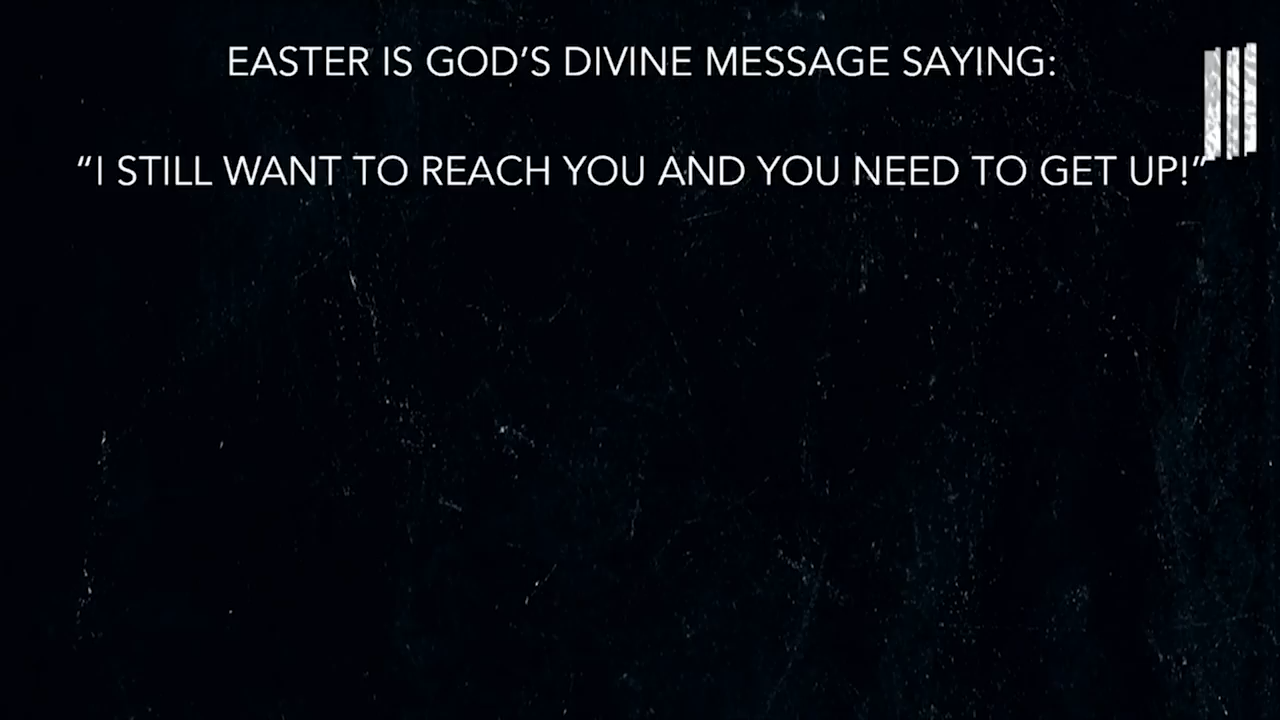 EASTER IS GOD’S DIVINE MESSAGE SAYING:
“I STILL WANT TO REACH YOU AND YOU NEED TO GET UP!”